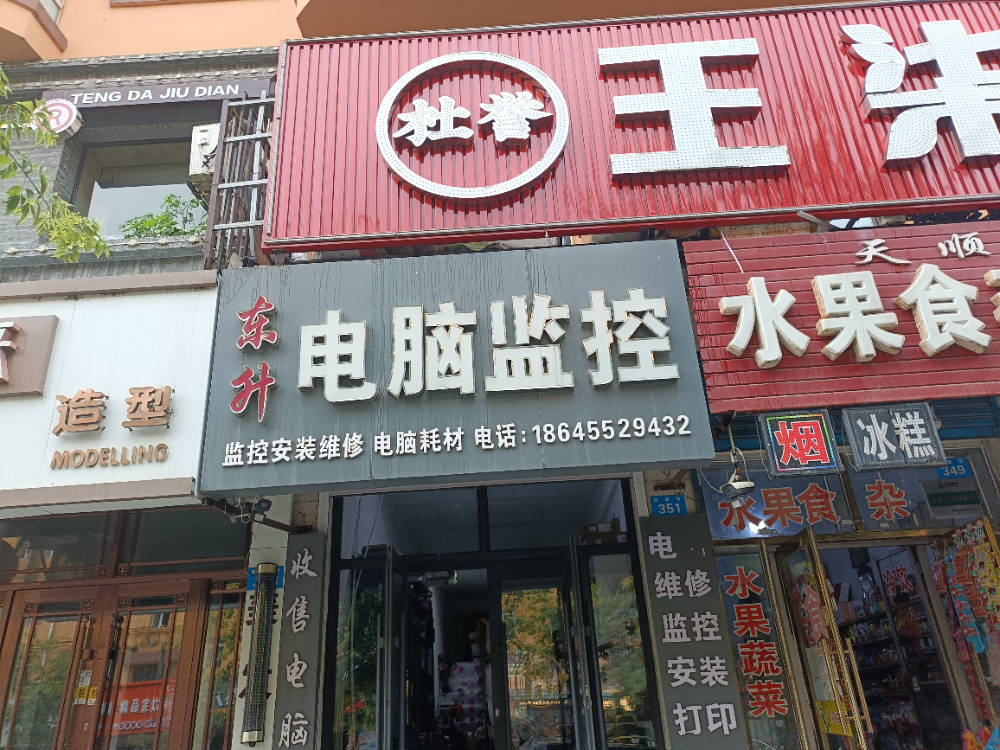 TENG DA JIU DIAN
R
杜誉
王
天顺
水果食
东升
电脑监控
监控安装维修 电脑耗材 电话:18645529432
造型
MODELLING
烟
冰糕
349
351
水果食
杂
收售电脑
电
维修
监控
安装
打印
水果蔬菜